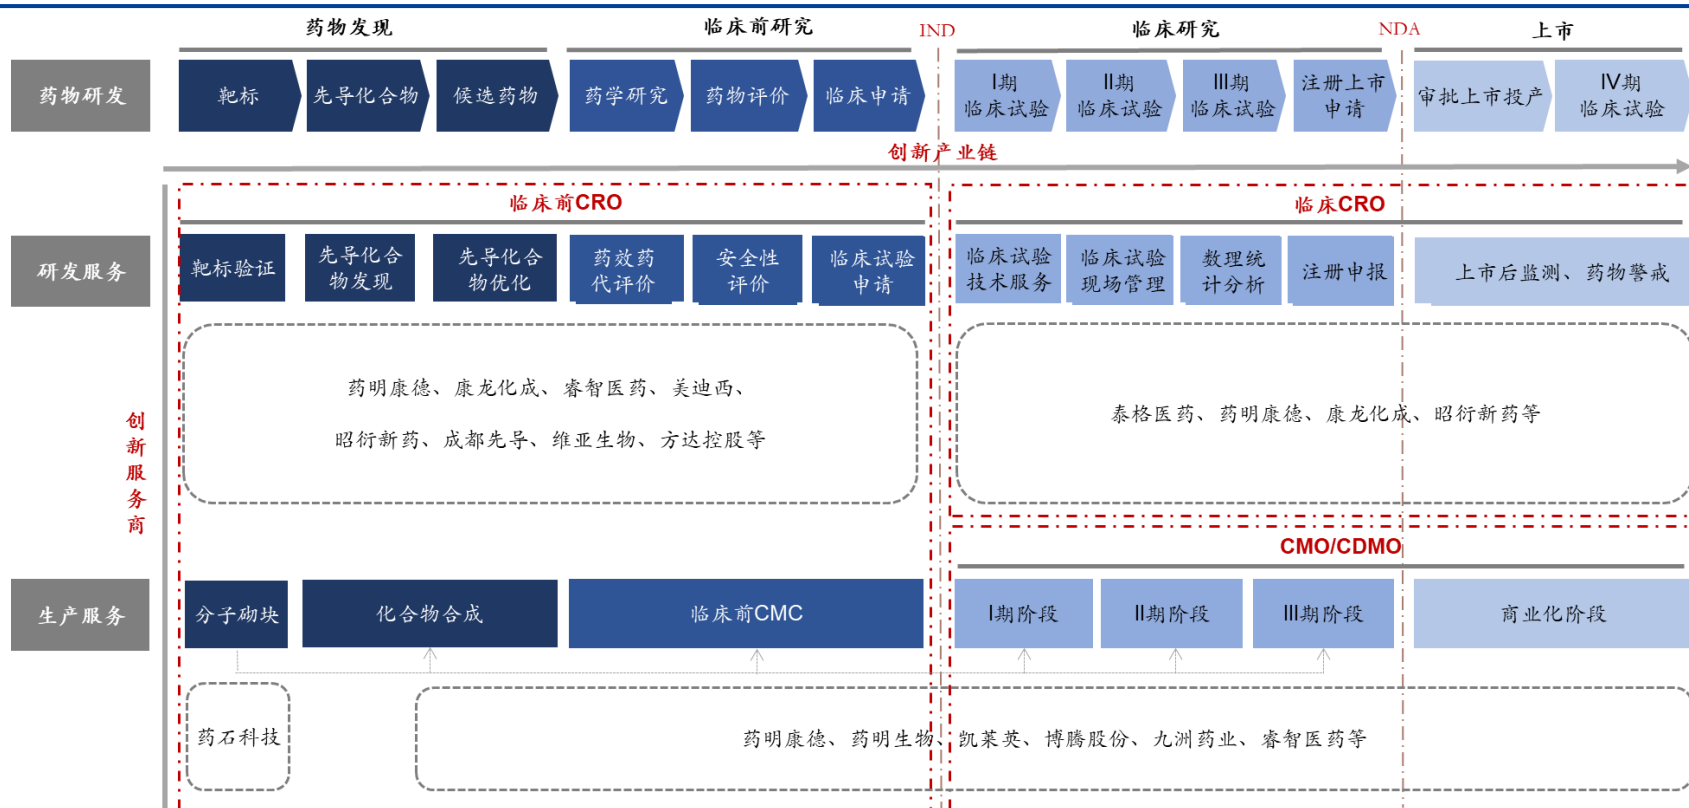 药物发现
临床前研究
IND
临床研究
NDA
上市
药物研发
靶标
先导化合物
候选药物
药学研究
药物评价
临床申请
I期
临床试验
II期
临床试验
III期
临床试验
注册上市
申请
审批上市投产
IV期
临床试验
创新产业链
临床前CRO
临床CRO
研发服务
靶标验证
先导化合
物发现
先导化合
物优化
药效药
代评价
安全性
评价
临床试验
申请
临床试验
技术服务
临床试验
现场管理
数理统
计分析
注册申报
上市后监测、药物警戒
创新服务商
药明康德、康龙化成、睿智医药、美迪西、
昭衍新药、成都先导、维亚生物、方达控股等
泰格医药、药明康德、康龙化成、昭衍新药等
CMO/CDMO
生产服务
分子砌块
化合物合成
临床前CMC
I期阶段
II期阶段
III期阶段
商业化阶段
药石科技
药明康德、药明生物、凯莱英、博腾股份、九洲药业、睿智医药等